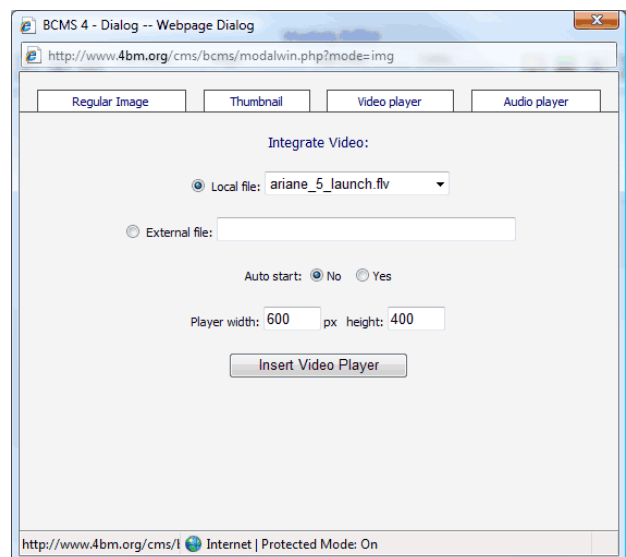 BCMS 4 - Dialog -- Webpage Dialog
http://www.4bm.org/cms/bcms/modalwin.php?mode=img
Regular Image Thumbnail Video player Audio player
Integrate Video:
Local file: ariane_5_launch.flv
External file:
Auto start: No Yes
Player width: 600 px height: 400
Insert Video Player
http://www.4bm.org/cms/b Internet | Protected Mode: On